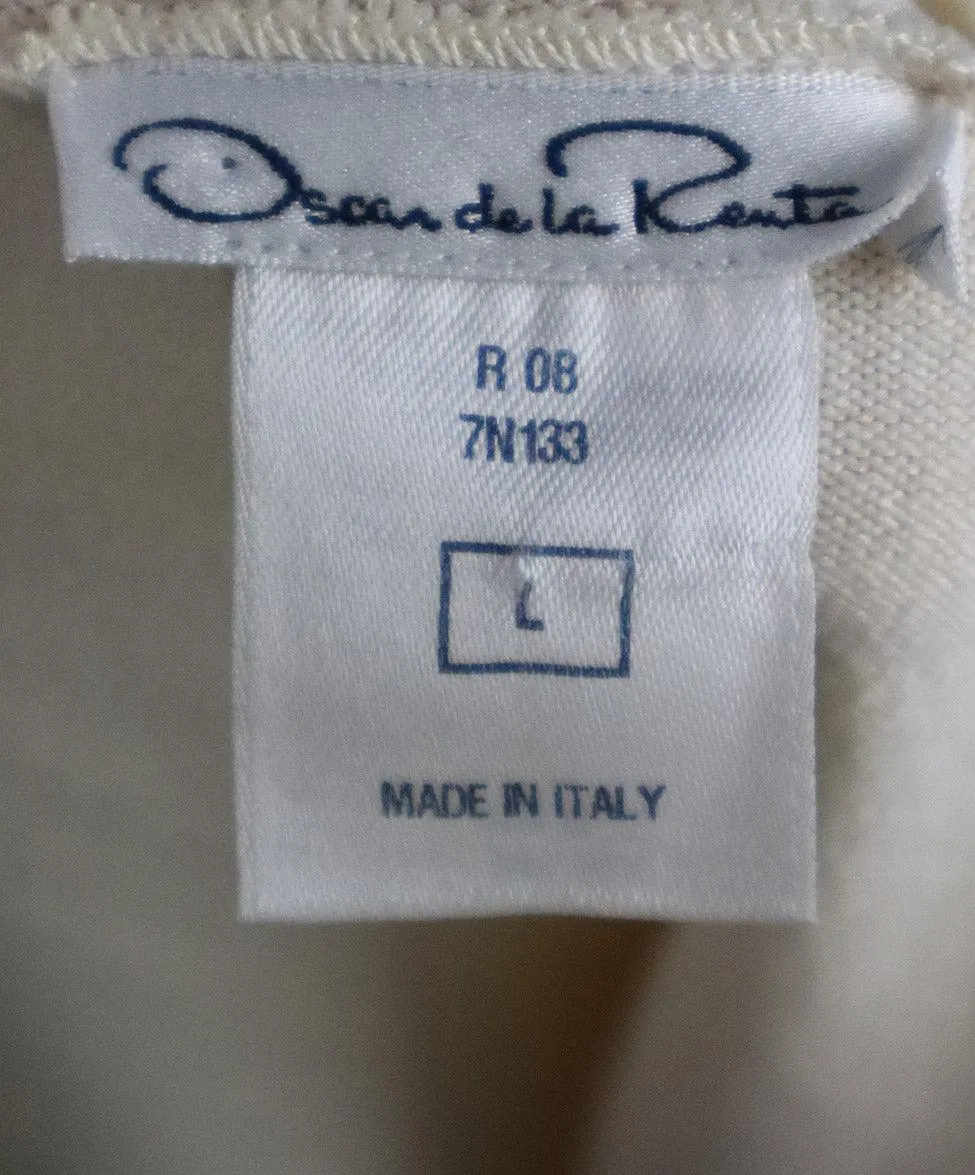 Oscar de la Renta
R 08
7N133
L
MADE IN ITALY